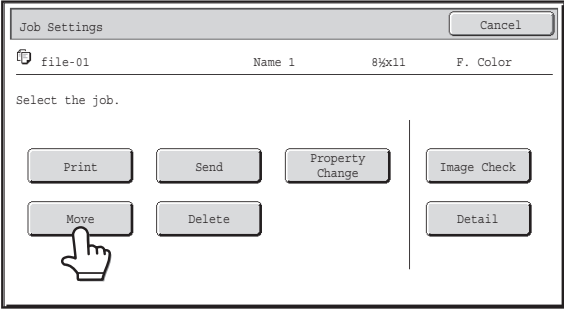 Job Settings Cancel
file-01 Name 1 8½x11 F. Color
Select the job.
Print Send Property Change Image Check
Move Delete Detail